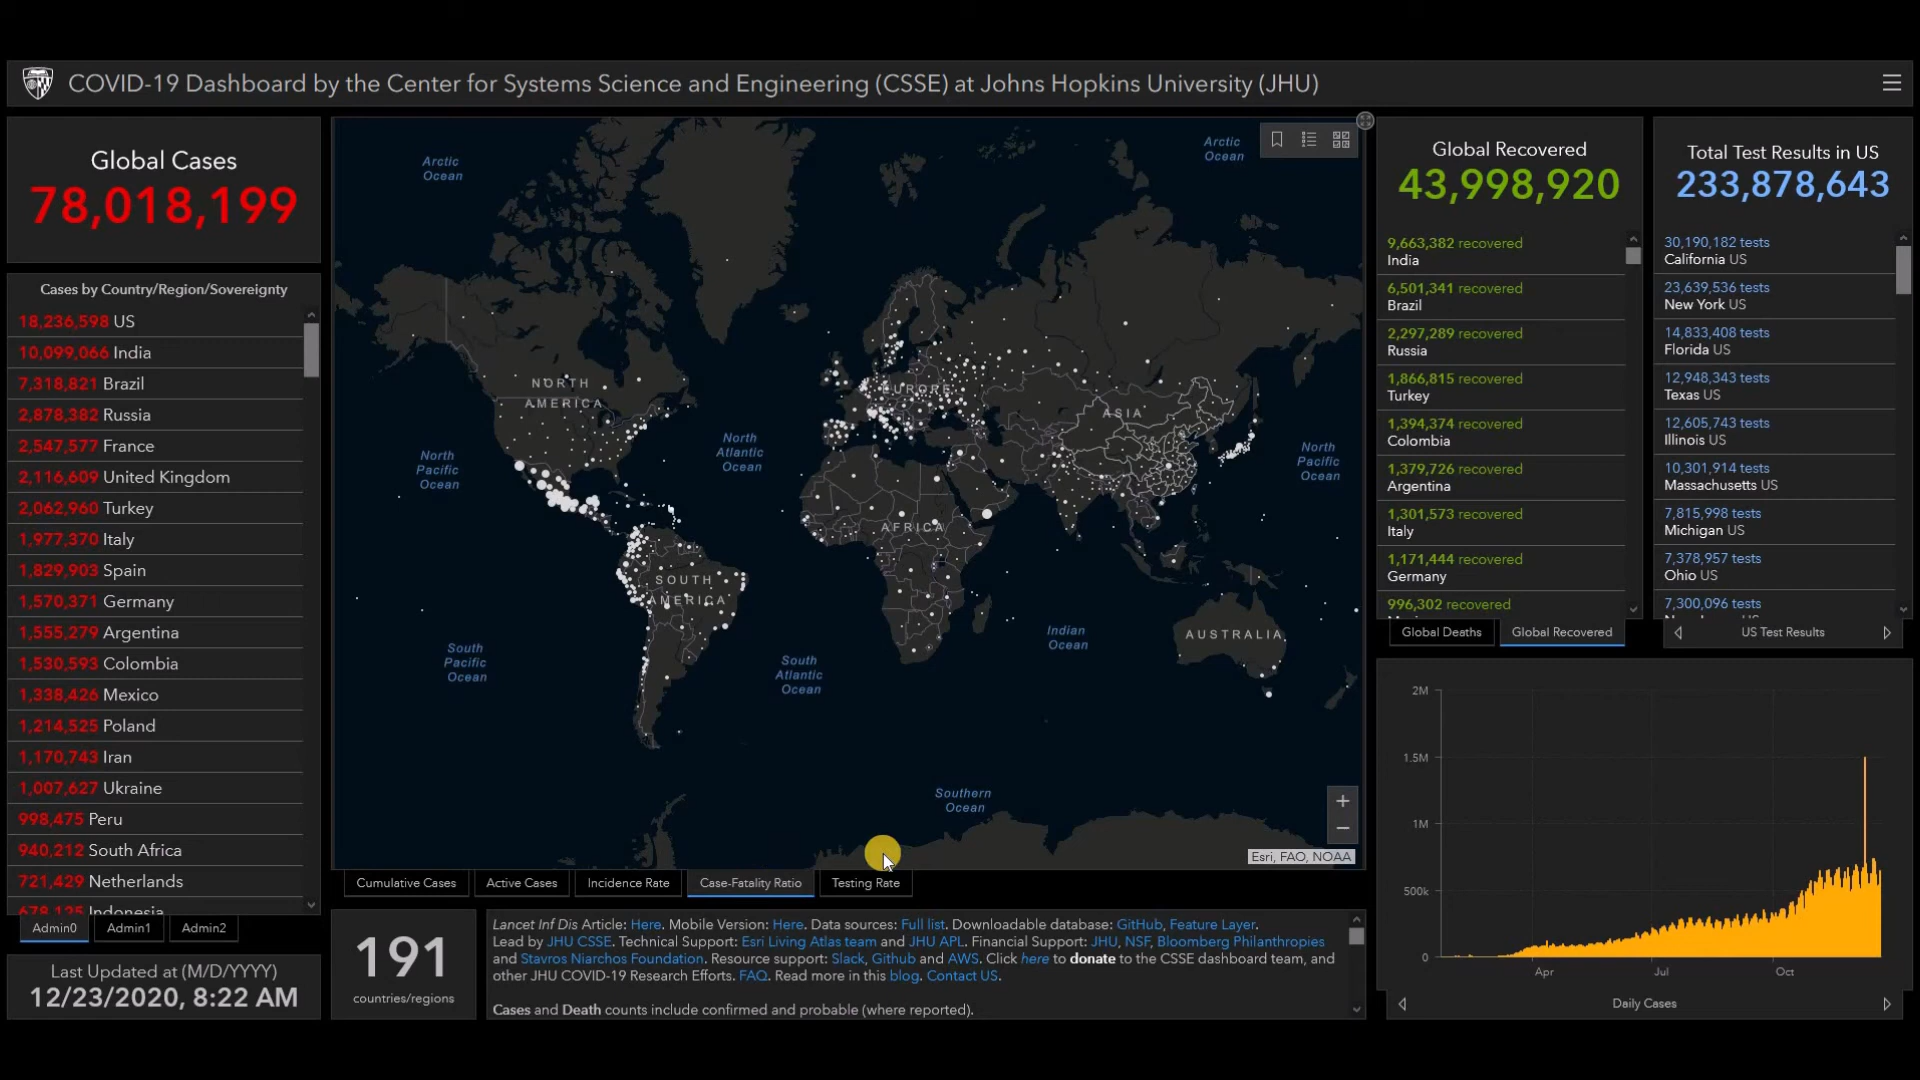 COVID-19 Dashboard by the Center for Systems Science and Engineering (CSSE) at Johns Hopkins University (JHU)
Global Cases
78,018,199
Cases by Country/Region/Sovereignty
18,236,598 US
10,099,066 India
7,318,821 Brazil
2,878,382 Russia
2,547,577 France
2,116,609 United Kingdom
2,062,960 Turkey
1,977,370 Italy
1,829,903 Spain
1,570,371 Germany
1,555,279 Argentina
1,530,593 Colombia
1,338,426 Mexico
1,214,525 Poland
1,170,743 Iran
1,007,627 Ukraine
998,475 Peru
940,212 South Africa
721,429 Netherlands
678,125 Indonesia
Admin0
Admin1
Admin2
Last Updated at (M/D/YYYY)
12/23/2020, 8:22 AM
Arctic
Ocean
Arctic
Ocean
NORTH
AMERICA
EUROPE
ASIA
North
Pacific
Ocean
North
Atlantic
Ocean
North
Pacific
Ocean
AFRICA
SOUTH
AMERICA
Indian
Ocean
AUSTRALIA
South
Pacific
Ocean
South
Atlantic
Ocean
Southern
Ocean
+
−
Esri, FAO, NOAA
Cumulative Cases
Active Cases
Incidence Rate
Case-Fatality Ratio
Testing Rate
191
countries/regions
Lancet Inf Dis Article: Here. Mobile Version: Here. Data sources: Full list. Downloadable database: GitHub, Feature Layer.
Lead by JHU CSSE. Technical Support: Esri Living Atlas team and JHU APL. Financial Support: JHU, NSF, Bloomberg Philanthropies
and Stavros Niarchos Foundation. Resource support: Slack, Github and AWS. Click here to donate to the CSSE dashboard team, and
other JHU COVID-19 Research Efforts. FAQ. Read more in this blog. Contact US.
Cases and Death counts include confirmed and probable (where reported).
Global Recovered
43,998,920
9,663,382 recovered
India
6,501,341 recovered
Brazil
2,297,289 recovered
Russia
1,866,815 recovered
Turkey
1,394,374 recovered
Colombia
1,379,726 recovered
Argentina
1,301,573 recovered
Italy
1,171,444 recovered
Germany
996,302 recovered
Global Deaths
Global Recovered
Total Test Results in US
233,878,643
30,190,182 tests
California US
23,639,536 tests
New York US
14,833,408 tests
Florida US
12,948,343 tests
Texas US
12,605,743 tests
Illinois US
10,301,914 tests
Massachusetts US
7,815,998 tests
Michigan US
7,378,957 tests
Ohio US
7,300,096 tests
US Test Results
2M
1.5M
1M
500k
0
Apr
Jul
Oct
Daily Cases